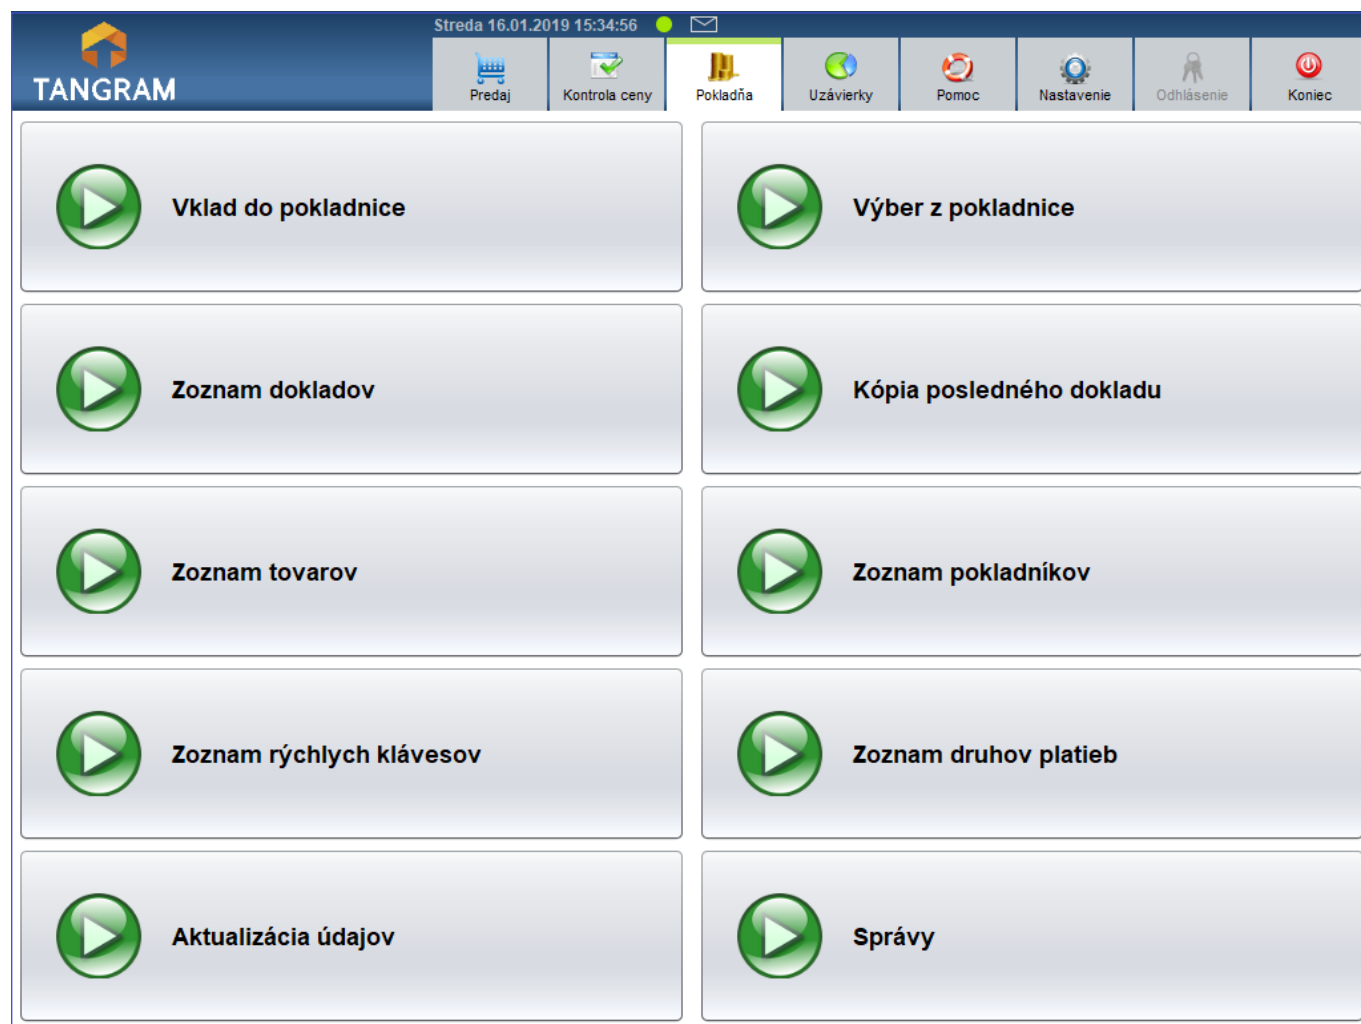 Streda 16.01.2019 15:34:56
TANGRAM
Predaj
Kontrola ceny
Pokladňa
Uzávierky
Pomoc
Nastavenie
Odhlásenie
Koniec
Vklad do pokladnice
Výber z pokladnice
Zoznam dokladov
Kópia posledného dokladu
Zoznam tovarov
Zoznam pokladníkov
Zoznam rýchlych klávesov
Zoznam druhov platieb
Aktualizácia údajov
Správy